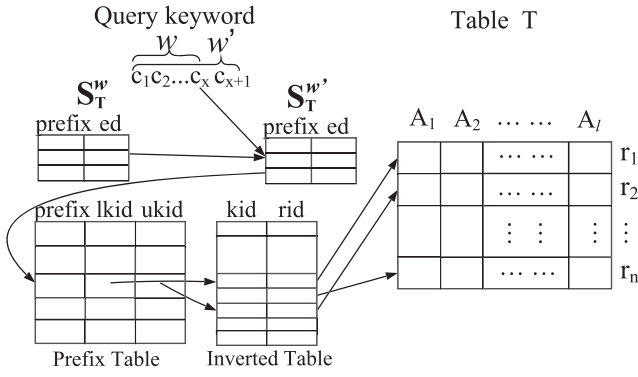 Query keyword
Table T
w w'
c1c2...cx cx+1
S_T^w
S_T^w'
prefix ed
prefix ed
A1 A2 ... ... Al
... ... r1
... ... r2
⋮ ⋮ ⋮ ⋮
... ... rn
prefix lkid ukid
kid rid
Prefix Table
Inverted Table